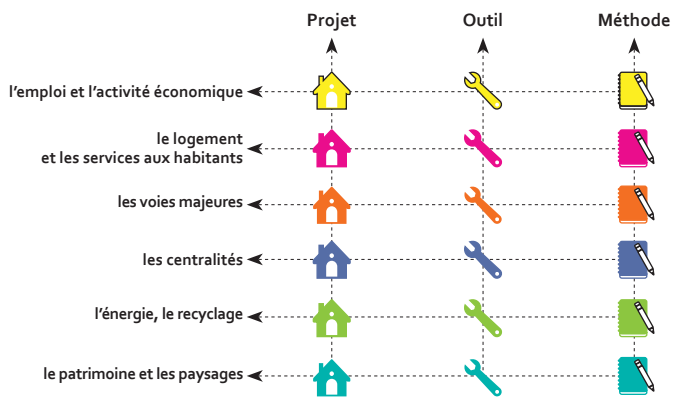 Projet Outil Méthode
l'emploi et l'activité économique
le logement
et les services aux habitants
les voies majeures
les centralités
l'énergie, le recyclage
le patrimoine et les paysages